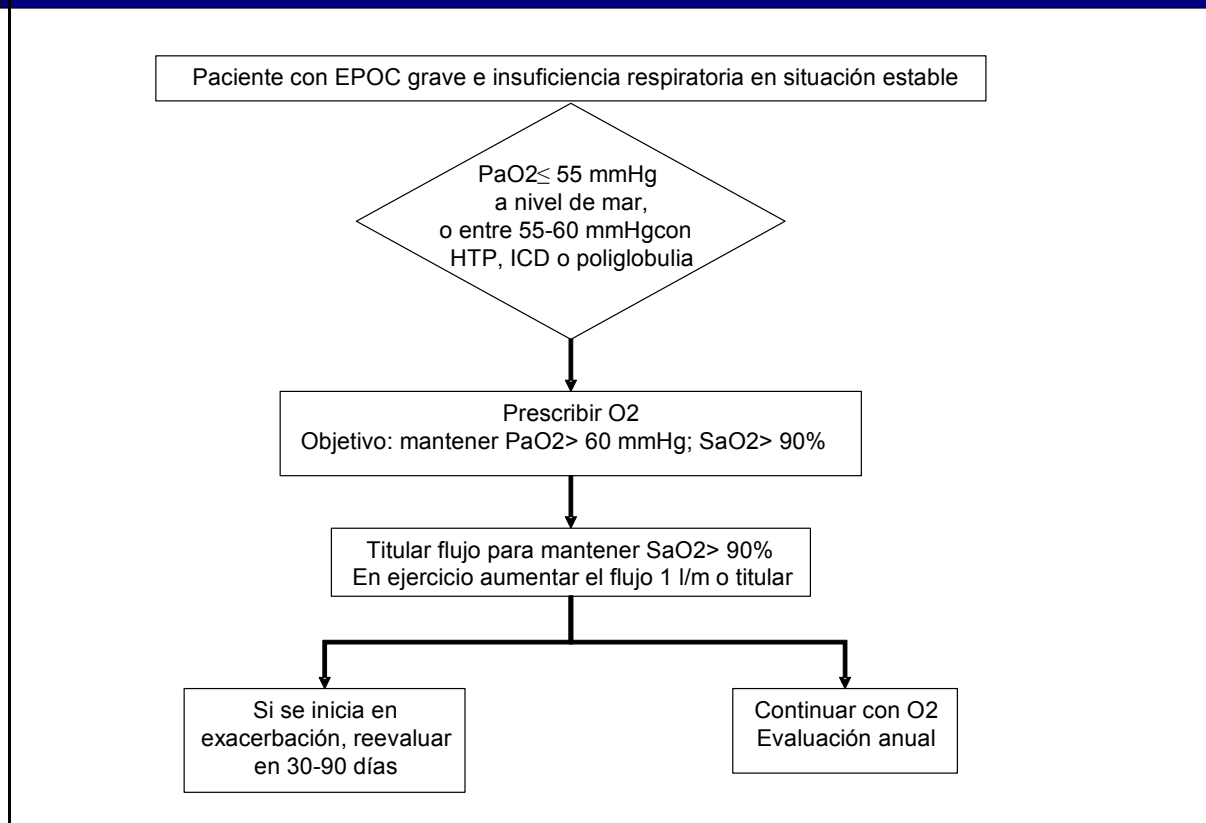 Paciente con EPOC grave e insuficiencia respiratoria en situación estable
PaO2≤ 55 mmHg
a nivel de mar,
o entre 55-60 mmHgcon
HTP, ICD o poliglobulia
Prescribir O2
Objetivo: mantener PaO2> 60 mmHg; SaO2> 90%
Titular flujo para mantener SaO2> 90%
En ejercicio aumentar el flujo 1 l/m o titular
Si se inicia en
exacerbación, reevaluar
en 30-90 días
Continuar con O2
Evaluación anual